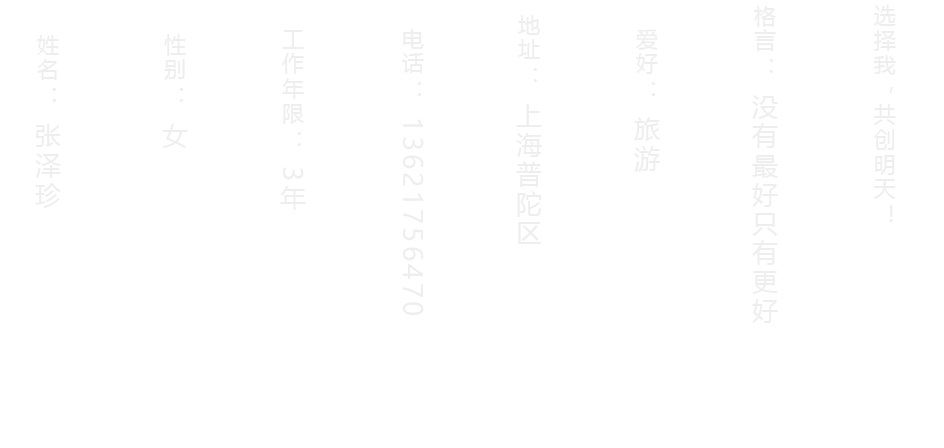 姓名：张泽珍
性别：女
工作年限：3年
电话：13621756470
地址：上海普陀区
爱好：旅游
格言：没有最好只有更好
选择我，共创明天！